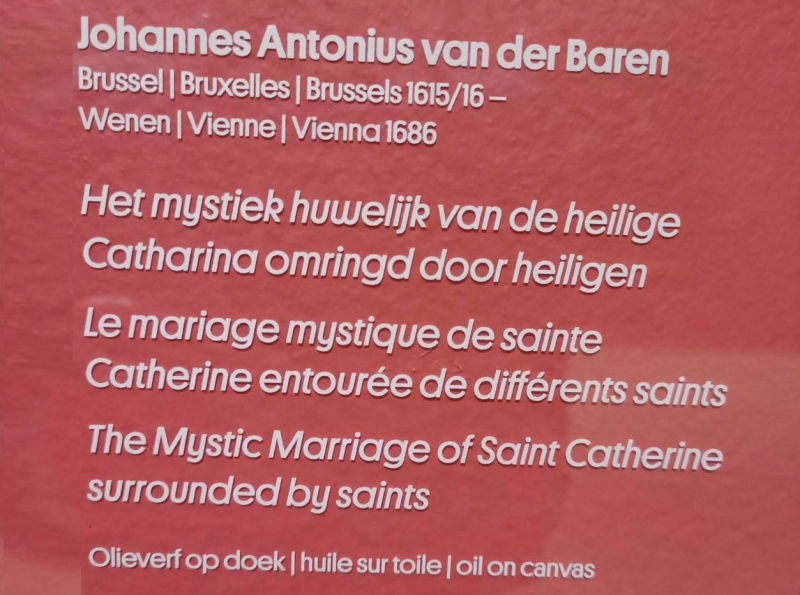 Johannes Antonius van der Baren
Brussel | Bruxelles | Brussels 1615/16 –
Wenen | Vienne | Vienna 1686
Het mystiek huwelijk van de heilige
Catharina omringd door heiligen
Le mariage mystique de sainte
Catherine entourée de différents saints
The Mystic Marriage of Saint Catherine
surrounded by saints
Olieverf op doek | huile sur toile | oil on canvas